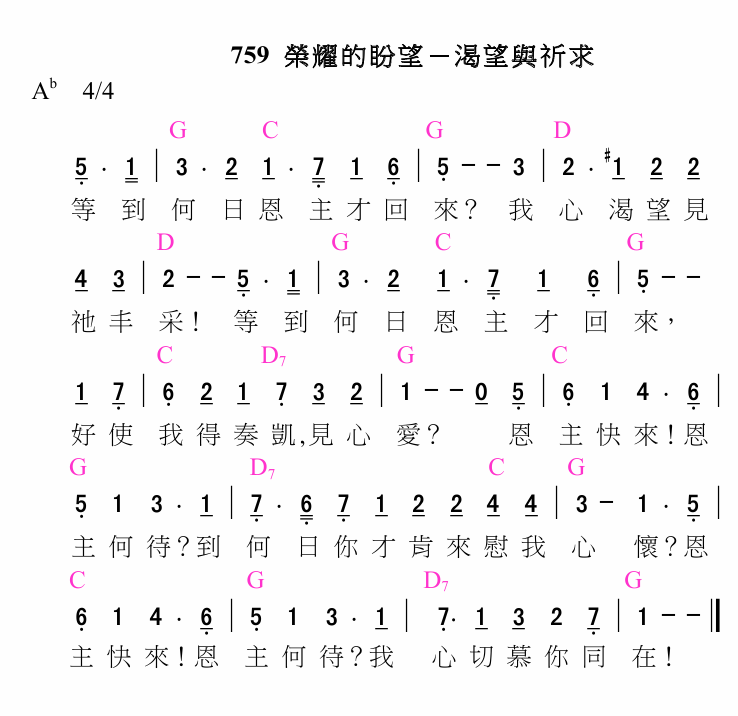 759 榮耀的盼望－渴望與祈求
A♭ 4/4
G C G D
5 · 1 | 3 · 2 1 · 7 1 6 | 5 － － 3 | 2 · #1 2 2
等到何日恩主才回來？我心渴望見
D G C G
4 3 | 2 － － 5 · 1 | 3 · 2 1 · 7 1 6 | 5 － －
祂丰采！等到何日恩主才回來，
C D7 G C
1 7 | 6 2 1 7 3 2 | 1 － － 0 5 | 6 1 4 · 6 |
好使我得奏凱,見心愛？恩主快來！恩
G D7 C G
5 1 3 · 1 | 7 · 6 7 1 2 2 4 4 | 3 － 1 · 5 |
主何待？到何日你才肯來慰我心懷？恩
C G D7 G
6 1 4 · 6 | 5 1 3 · 1 | 7 · 1 3 2 7 | 1 － － ‖
主快來！恩主何待？我心切慕你同在！